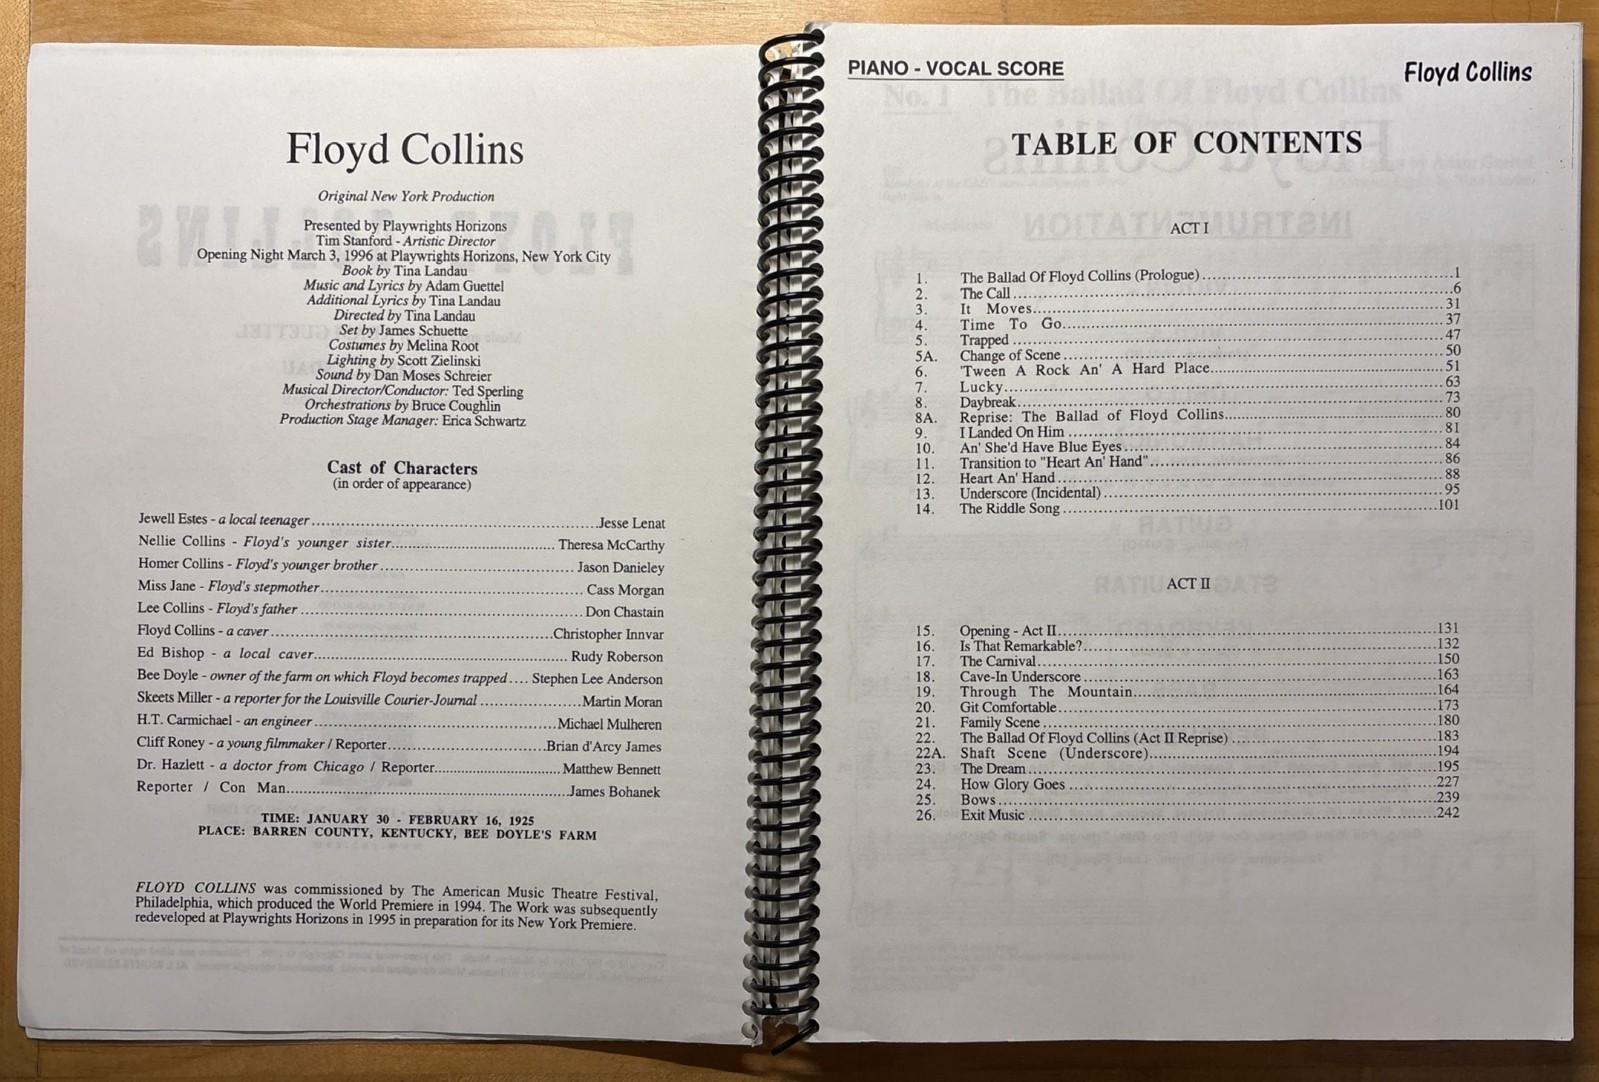 Floyd Collins
Original New York Production
Presented by Playwrights Horizons
Tim Stanford - Artistic Director
Opening Night March 3, 1996 at Playwrights Horizons, New York City
Book by Tina Landau
Music and Lyrics by Adam Guettel
Additional Lyrics by Tina Landau
Directed by Tina Landau
Set by James Schuette
Costumes by Melina Root
Lighting by Scott Zielinski
Sound by Dan Moses Schreier
Musical Director/Conductor: Ted Sperling
Orchestrations by Bruce Coughlin
Production Stage Manager: Erica Schwartz
Cast of Characters
(in order of appearance)
Jewell Estes - a local teenager...Jesse Lenat
Nellie Collins - Floyd's younger sister...Theresa McCarthy
Homer Collins - Floyd's younger brother...Jason Danieley
Miss Jane - Floyd's stepmother...Cass Morgan
Lee Collins - Floyd's father...Don Chastain
Floyd Collins - a caver...Christopher Innvar
Ed Bishop - a local caver...Rudy Roberson
Bee Doyle - owner of the farm on which Floyd becomes trapped....Stephen Lee Anderson
Skeets Miller - a reporter for the Louisville Courier-Journal...Martin Moran
H.T. Carmichael - an engineer...Michael Mulheren
Cliff Roney - a young filmmaker / Reporter...Brian d'Arcy James
Dr. Hazlett - a doctor from Chicago / Reporter...Matthew Bennett
Reporter / Con Man...James Bohanek
TIME: JANUARY 30 - FEBRUARY 16, 1925
PLACE: BARREN COUNTY, KENTUCKY, BEE DOYLE'S FARM
FLOYD COLLINS was commissioned by The American Music Theatre Festival,
Philadelphia, which produced the World Premiere in 1994. The Work was subsequently
redeveloped at Playwrights Horizons in 1995 in preparation for its New York Premiere.
PIANO - VOCAL SCORE
Floyd Collins
TABLE OF CONTENTS
ACT I
1. The Ballad Of Floyd Collins (Prologue)...1
2. The Call...6
3. It Moves...31
4. Time To Go...37
5. Trapped...47
5A. Change of Scene...50
6. 'Tween A Rock An' A Hard Place...51
7. Lucky...63
8. Daybreak...73
8A. Reprise: The Ballad of Floyd Collins...80
9. I Landed On Him...81
10. An' She'd Have Blue Eyes...84
11. Transition to "Heart An' Hand"...86
12. Heart An' Hand...88
13. Underscore (Incidental)...95
14. The Riddle Song...101
ACT II
15. Opening - Act II...131
16. Is That Remarkable?...132
17. The Carnival...150
18. Cave-In Underscore...163
19. Through The Mountain...164
20. Git Comfortable...173
21. Family Scene...180
22. The Ballad Of Floyd Collins (Act II Reprise)...183
22A. Shaft Scene (Underscore)...194
23. The Dream...195
24. How Glory Goes...227
25. Bows...239
26. Exit Music...242